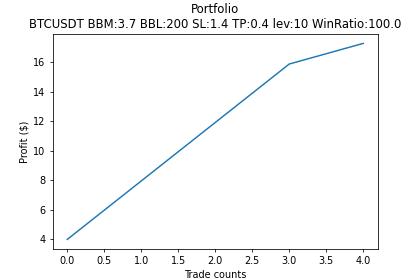 Portfolio
BTCUSDT BBM:3.7 BBL:200 SL:1.4 TP:0.4 lev:10 WinRatio:100.0
16
14
12
10
8
6
4
Profit ($)
0.0 0.5 1.0 1.5 2.0 2.5 3.0 3.5 4.0
Trade counts